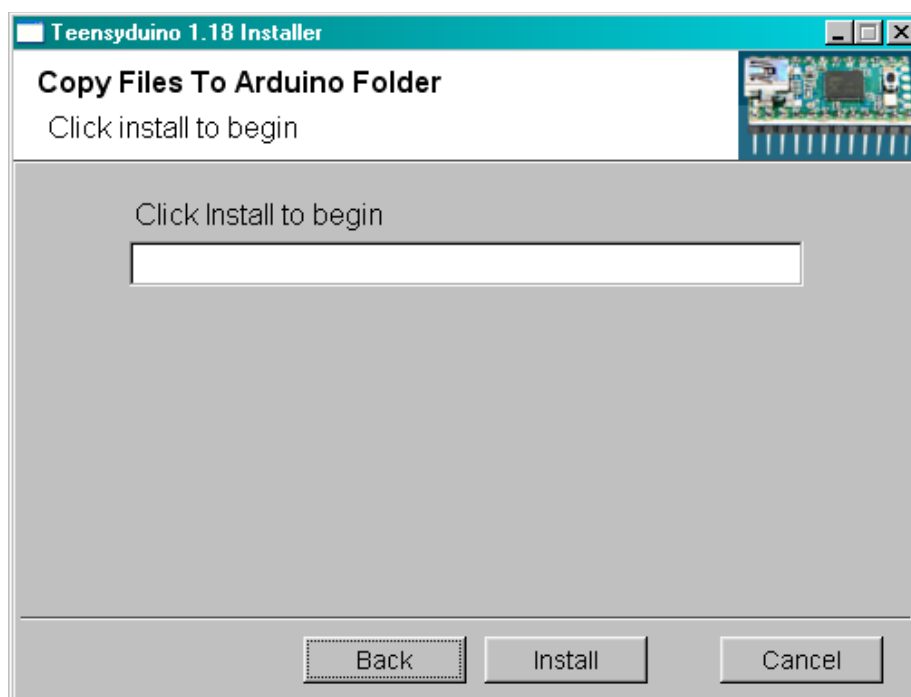 Teensyduino 1.18 Installer
Copy Files To Arduino Folder
Click install to begin
Click Install to begin
Back Install Cancel